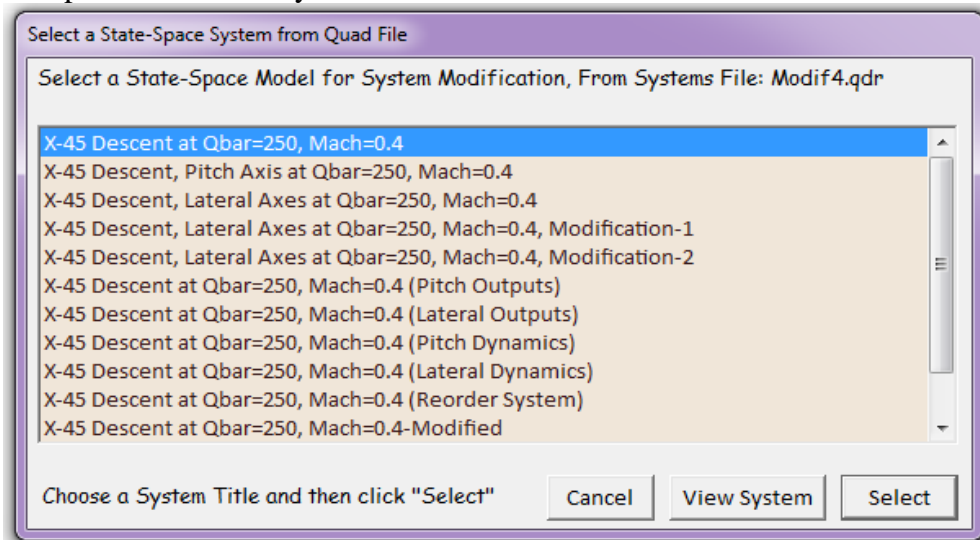 Select a State-Space System from Quad File
Select a State-Space Model for System Modification, From Systems File: Modif4.qdr
X-45 Descent at Qbar=250, Mach=0.4
X-45 Descent, Pitch Axis at Qbar=250, Mach=0.4
X-45 Descent, Lateral Axes at Qbar=250, Mach=0.4
X-45 Descent, Lateral Axes at Qbar=250, Mach=0.4, Modification-1
X-45 Descent, Lateral Axes at Qbar=250, Mach=0.4, Modification-2
X-45 Descent at Qbar=250, Mach=0.4 (Pitch Outputs)
X-45 Descent at Qbar=250, Mach=0.4 (Lateral Outputs)
X-45 Descent at Qbar=250, Mach=0.4 (Pitch Dynamics)
X-45 Descent at Qbar=250, Mach=0.4 (Lateral Dynamics)
X-45 Descent at Qbar=250, Mach=0.4 (Reorder System)
X-45 Descent at Qbar=250, Mach=0.4-Modified
Choose a System Title and then click "Select" Cancel View System Select